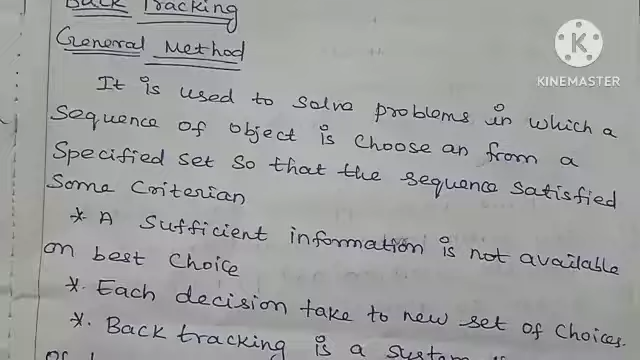 Back Tracking
General Method
It is used to solve problems in which a
sequence of object is choose an from a
specified set so that the sequence satisfied
some criterian
* A sufficient information is not available
on best choice
*. Each decision take to new set of choices.
*. Back tracking is a system
K
KINEMASTER